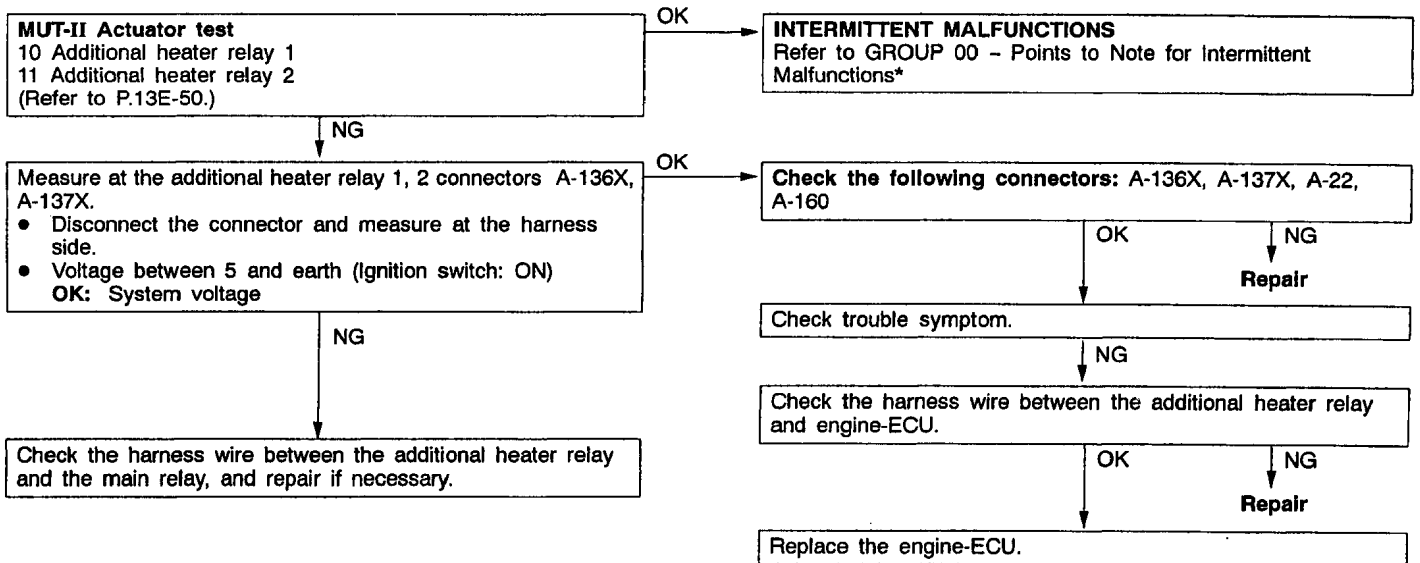 MUT-II Actuator test
10 Additional heater relay 1
11 Additional heater relay 2
(Refer to P.13E-50.)
OK
INTERMITTENT MALFUNCTIONS
Refer to GROUP 00 – Points to Note for Intermittent
Malfunctions*
NG
Measure at the additional heater relay 1, 2 connectors A-136X,
A-137X.
● Disconnect the connector and measure at the harness
side.
● Voltage between 5 and earth (Ignition switch: ON)
OK: System voltage
OK
Check the following connectors: A-136X, A-137X, A-22,
A-160
OK
NG
Repair
Check trouble symptom.
NG
NG
Check the harness wire between the additional heater relay
and engine-ECU.
Check the harness wire between the additional heater relay
and the main relay, and repair if necessary.
OK
NG
Repair
Replace the engine-ECU.